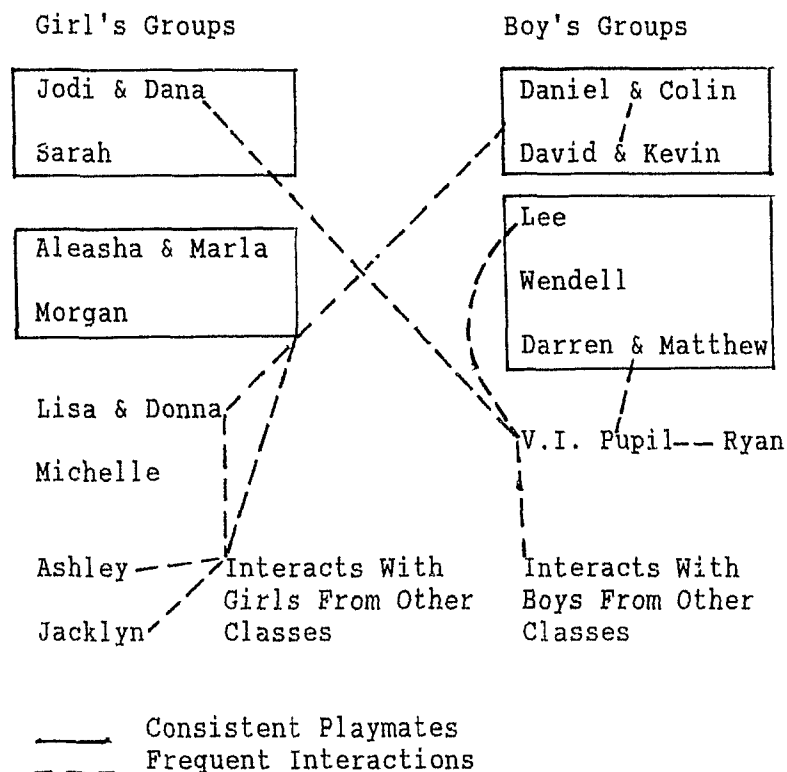 Girl's Groups
Boy's Groups
Jodi & Dana
Sarah
Daniel & Colin
David & Kevin
Aleasha & Marla
Morgan
Lee
Wendell
Darren & Matthew
Lisa & Donna
Michelle
V.I. Pupil-- Ryan
Ashley
Jacklyn
Interacts With
Girls From Other
Classes
Interacts With
Boys From Other
Classes
Consistent Playmates
Frequent Interactions